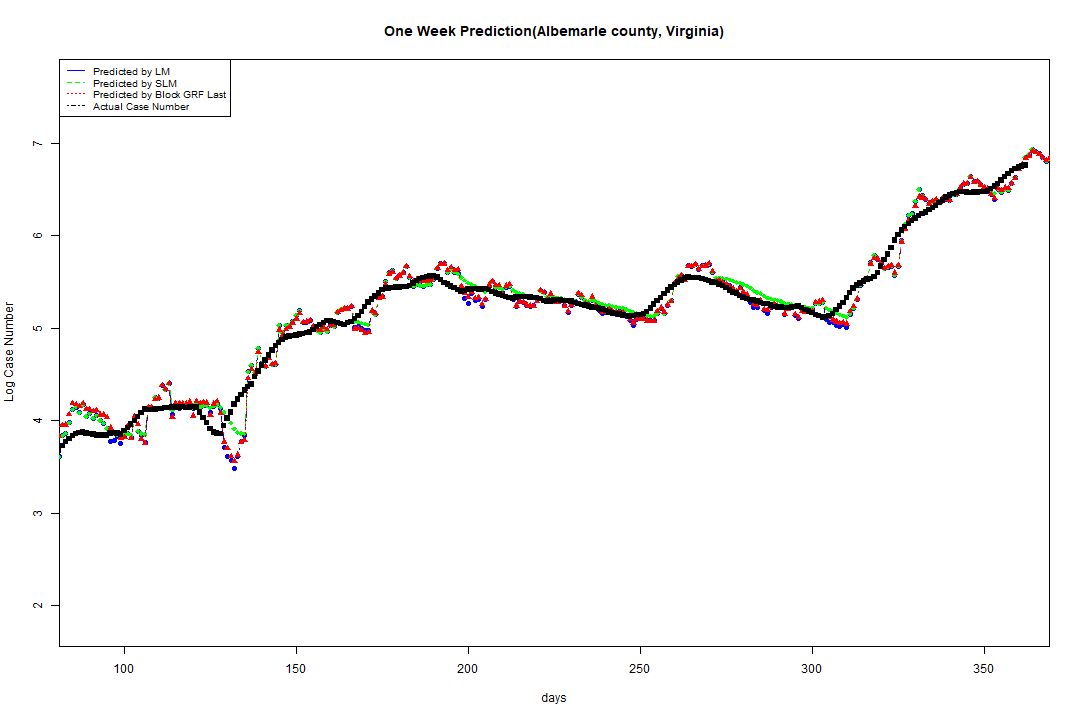 One Week Prediction(Albemarle county, Virginia)
Predicted by LM
Predicted by SLM
Predicted by Block GRF Last
Actual Case Number
Log Case Number
7
6
5
4
3
2
100 150 200 250 300 350
days